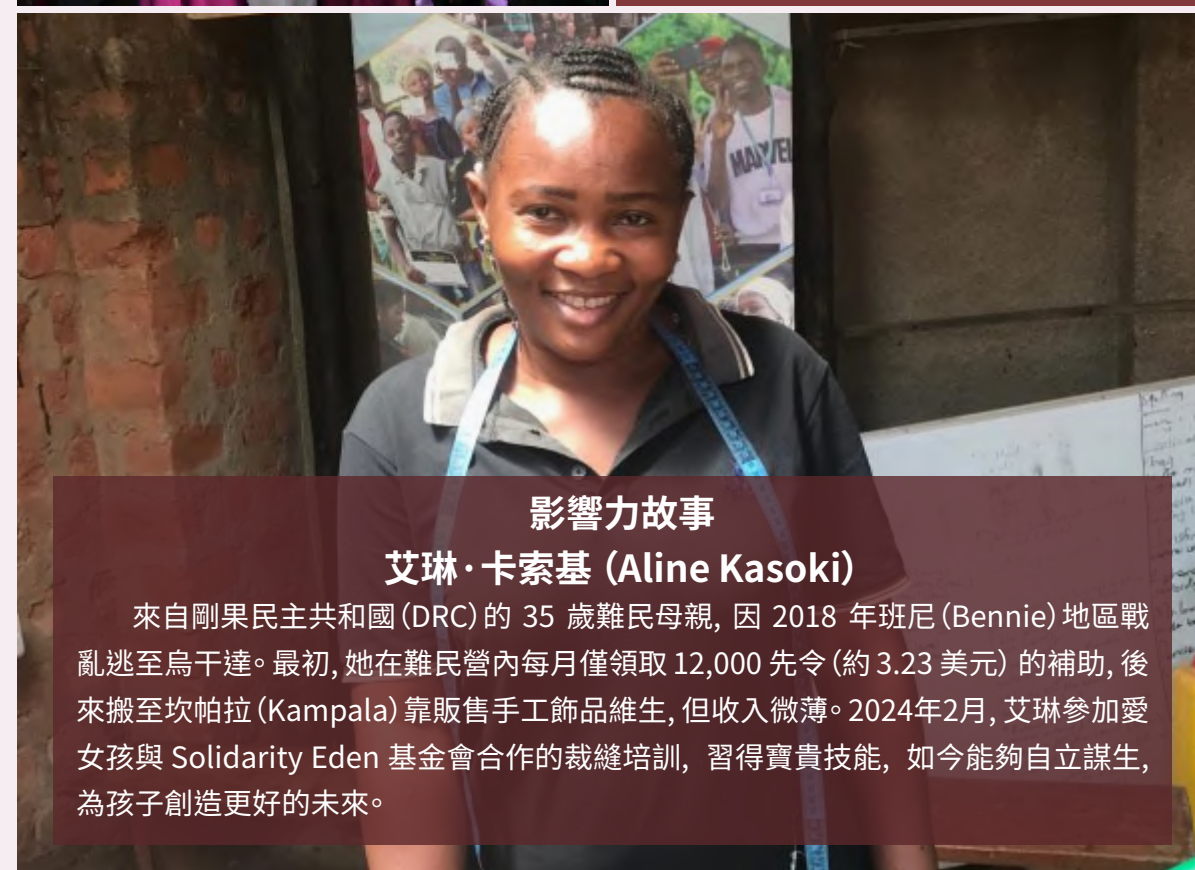 MARVEL
影響力故事
艾琳·卡索基（Aline Kasoki）
來自剛果民主共和國（DRC）的 35 歲難民母親, 因 2018 年班尼（Bennie）地區戰
亂逃至烏干達。最初, 她在難民營內每月僅領取 12,000 先令（約 3.23 美元）的補助, 後
來搬至坎帕拉（Kampala）靠販售手工飾品維生, 但收入微薄。2024年2月, 艾琳參加愛
女孩與 Solidarity Eden 基金會合作的裁縫培訓, 習得寶貴技能, 如今能夠自立謀生,
為孩子創造更好的未來。